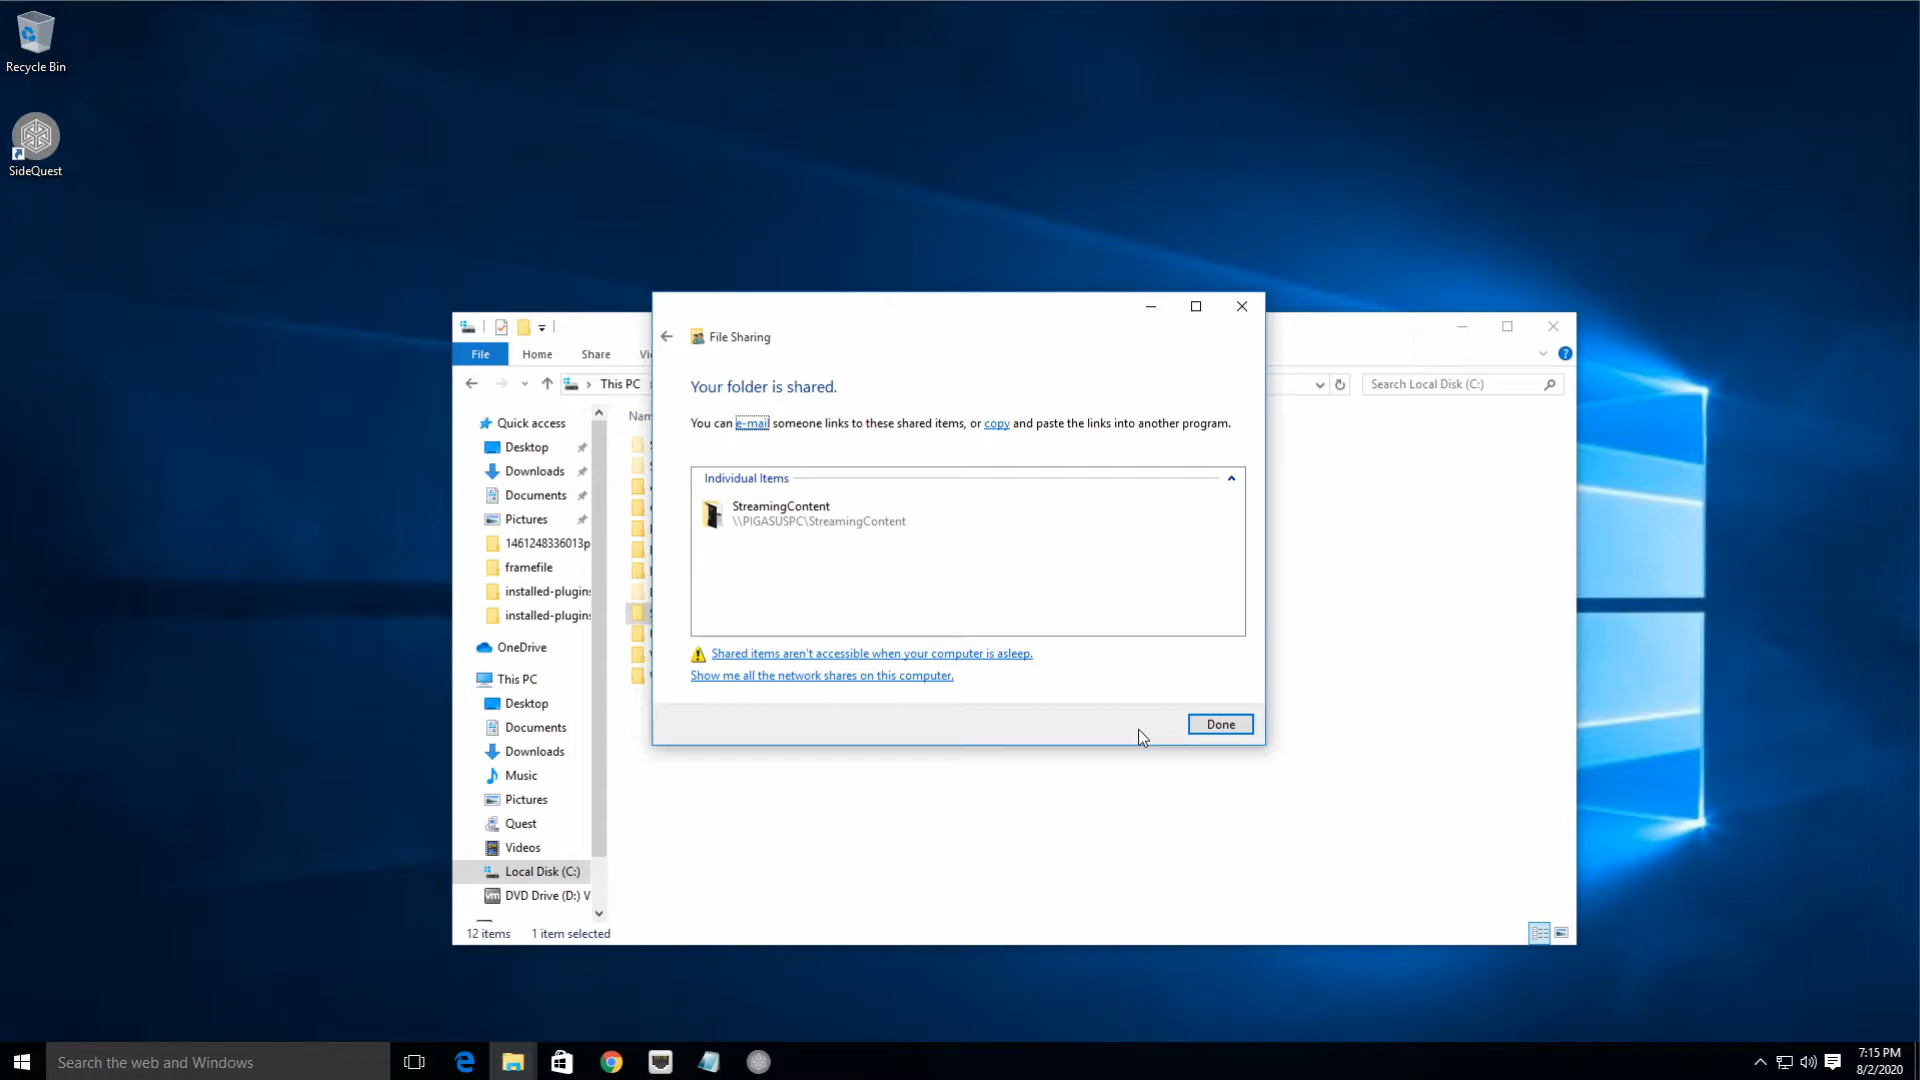 Recycle Bin
SideQuest
File Sharing
Your folder is shared.
You can e-mail someone links to these shared items, or copy and paste the links into another program.
Individual Items
StreamingContent
\\PIGASUSPC\StreamingContent
Shared items aren't accessible when your computer is asleep.
Show me all the network shares on this computer.
Done
File
Home
Share
This PC
Search Local Disk (C:)
Quick access
Desktop
Downloads
Documents
Pictures
1461248336013p
framefile
installed-plugins
installed-plugins
OneDrive
This PC
Desktop
Documents
Downloads
Music
Pictures
Quest
Videos
Local Disk (C:)
DVD Drive (D:) V
12 items
1 item selected
Search the web and Windows
7:15 PM
8/2/2020